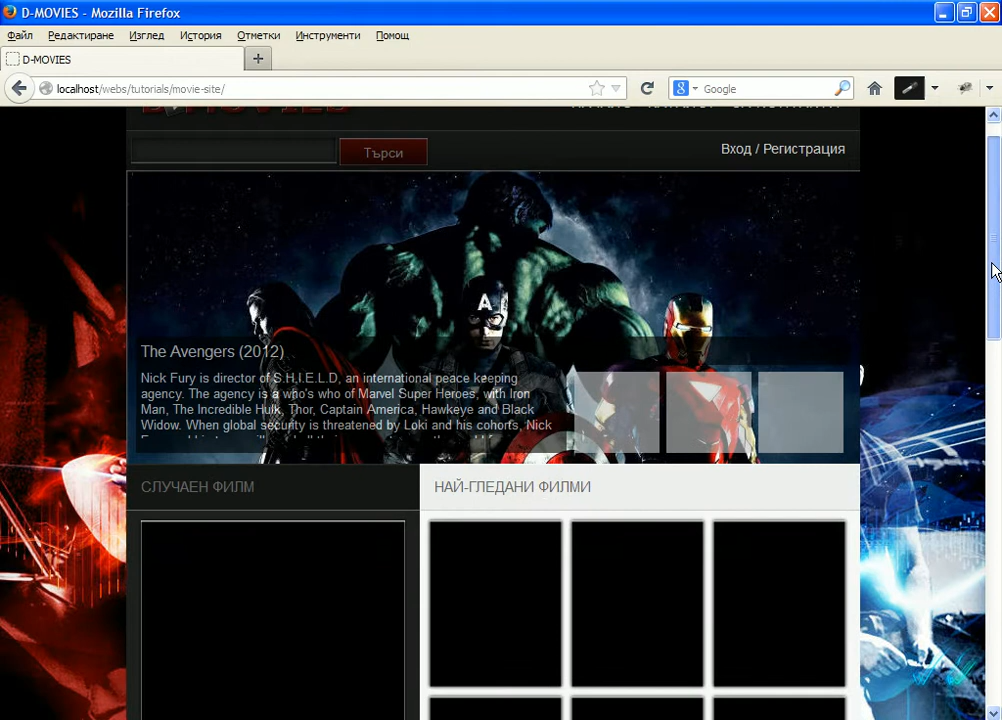 D-MOVIES - Mozilla Firefox
Файл Редактиране Изглед История Отметки Инструменти Помощ
D-MOVIES
localhost/webs/tutorials/movie-site/
Google
Търси
Вход / Регистрация
The Avengers (2012)
Nick Fury is director of S.H.I.E.L.D, an international peace keeping
agency. The agency is a who's who of Marvel Super Heroes, with Iron
Man, The Incredible Hulk, Thor, Captain America, Hawkeye and Black
Widow. When global security is threatened by Loki and his cohorts, Nick
СЛУЧАЕН ФИЛМ
НАЙ-ГЛЕДАНИ ФИЛМИ